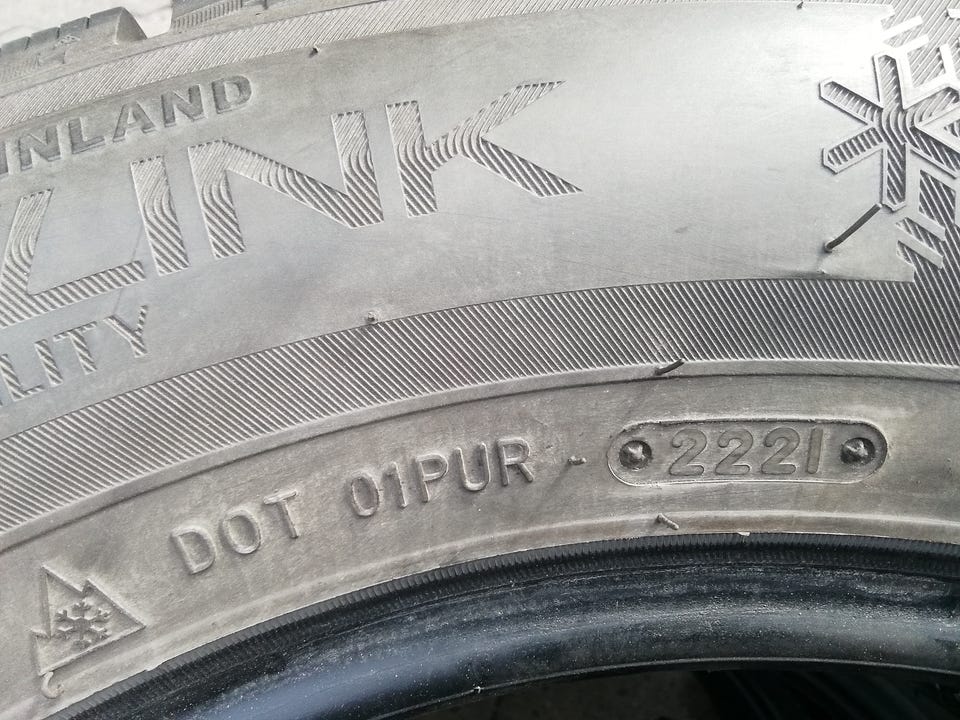 INLAND
LINK
LITY
DOT 01PUR - 2221